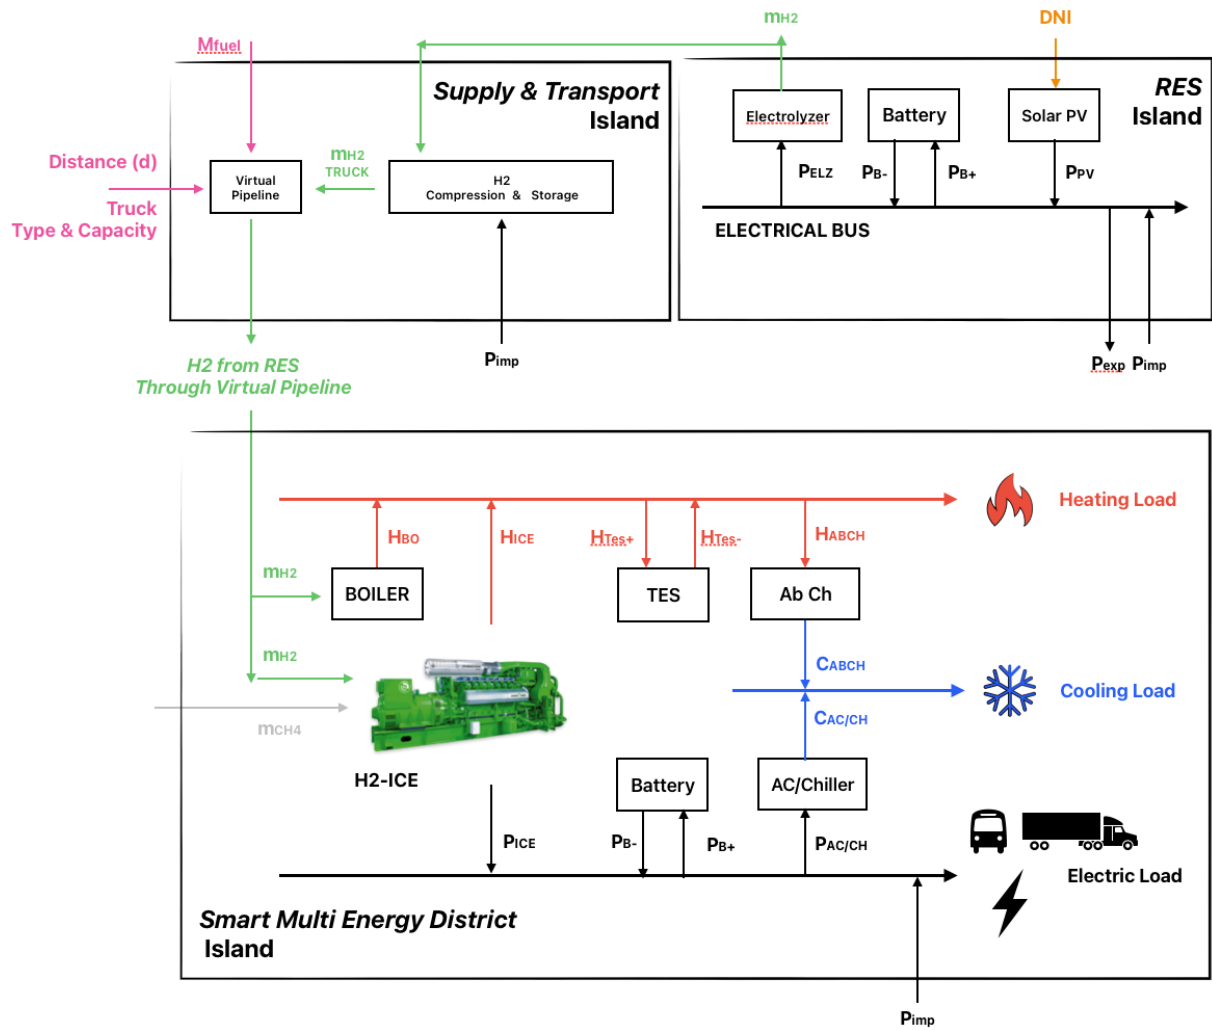 mH2
DNI
Mfuel
Supply & Transport
Island
RES
Island
Electrolyzer
Battery
Solar PV
Distance (d)
Truck
Type & Capacity
Virtual
Pipeline
mH2
TRUCK
H2
Compression & Storage
PELZ
PB-
PB+
PPV
ELECTRICAL BUS
Pimp
Pexp
Pimp
H2 from RES
Through Virtual Pipeline
Heating Load
HBO
HICE
HTes+
HTes-
HABCH
mH2
BOILER
TES
Ab Ch
mH2
CABCH
Cooling Load
CAC/CH
mCH4
H2-ICE
Battery
AC/Chiller
PICE
PB-
PB+
PAC/CH
Electric Load
Smart Multi Energy District
Island
Pimp